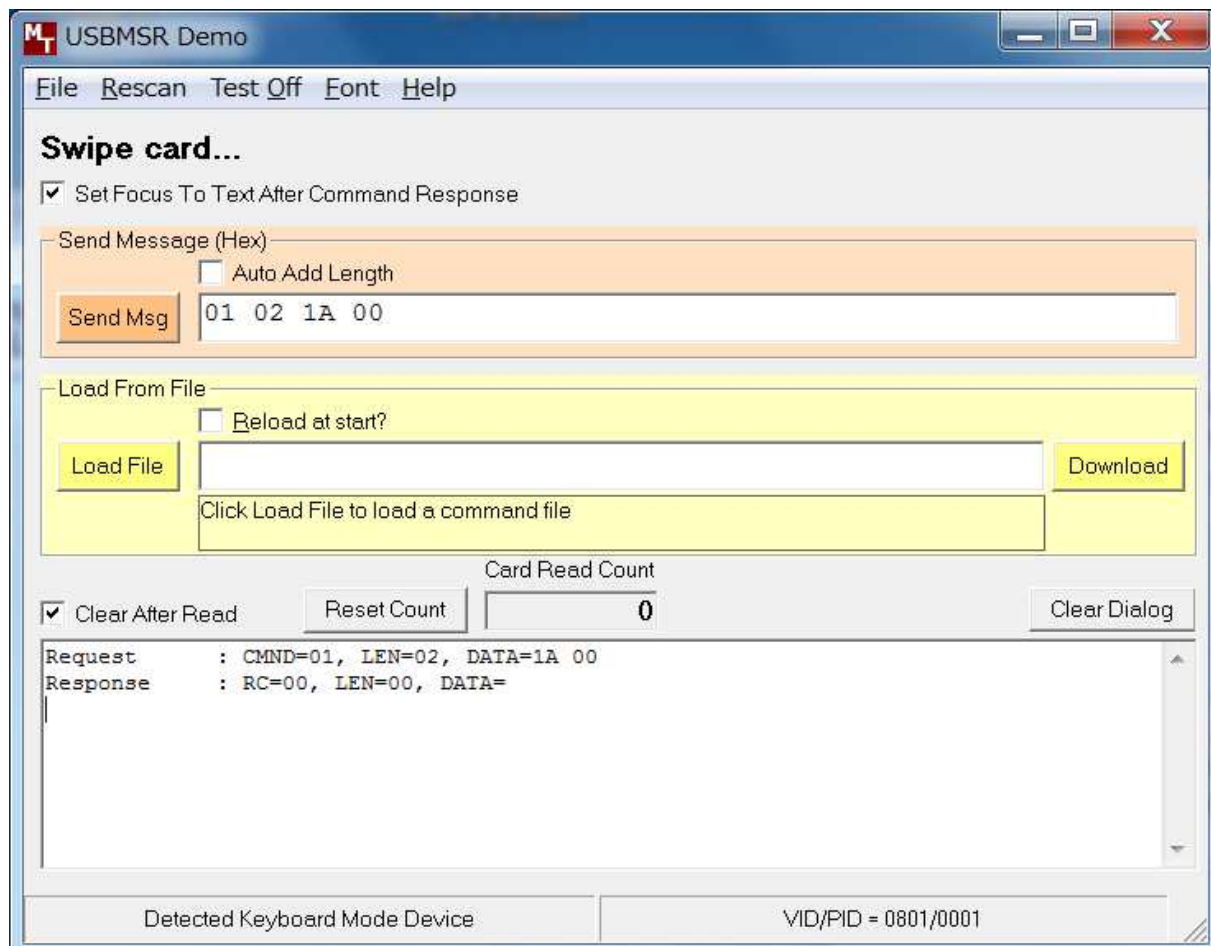 MT USBMSR Demo
File Rescan Test Off Font Help
Swipe card...
Set Focus To Text After Command Response
Send Message (Hex)
Auto Add Length
Send Msg 01 02 1A 00
Load From File
Reload at start?
Load File Download
Click Load File to load a command file
Card Read Count
Clear After Read Reset Count 0 Clear Dialog
Request : CMND=01, LEN=02, DATA=1A 00
Response : RC=00, LEN=00, DATA=
Detected Keyboard Mode Device VID/PID = 0801/0001